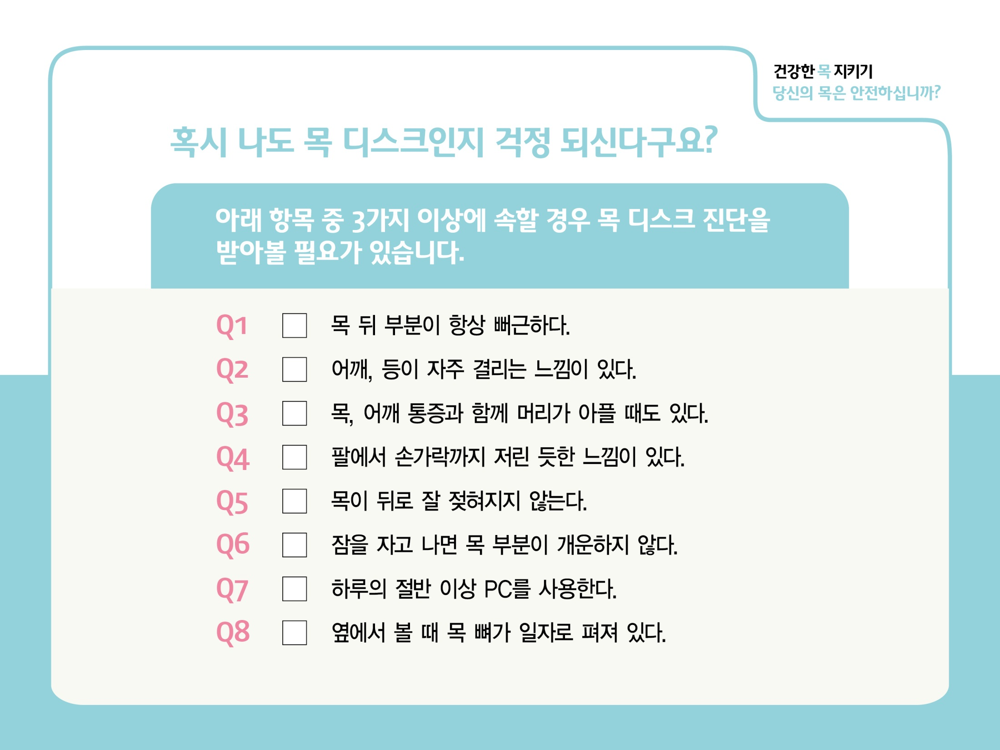 건강한 목 지키기
당신의 목은 안전하십니까?
혹시 나도 목 디스크인지 걱정 되신다구요?
아래 항목 중 3가지 이상에 속할 경우 목 디스크 진단을
받아볼 필요가 있습니다.
Q1 목 뒤 부분이 항상 뻐근하다.
Q2 어깨, 등이 자주 결리는 느낌이 있다.
Q3 목, 어깨 통증과 함께 머리가 아플 때도 있다.
Q4 팔에서 손가락까지 저린 듯한 느낌이 있다.
Q5 목이 뒤로 잘 젖혀지지 않는다.
Q6 잠을 자고 나면 목 부분이 개운하지 않다.
Q7 하루의 절반 이상 PC를 사용한다.
Q8 옆에서 볼 때 목 뼈가 일자로 펴져 있다.